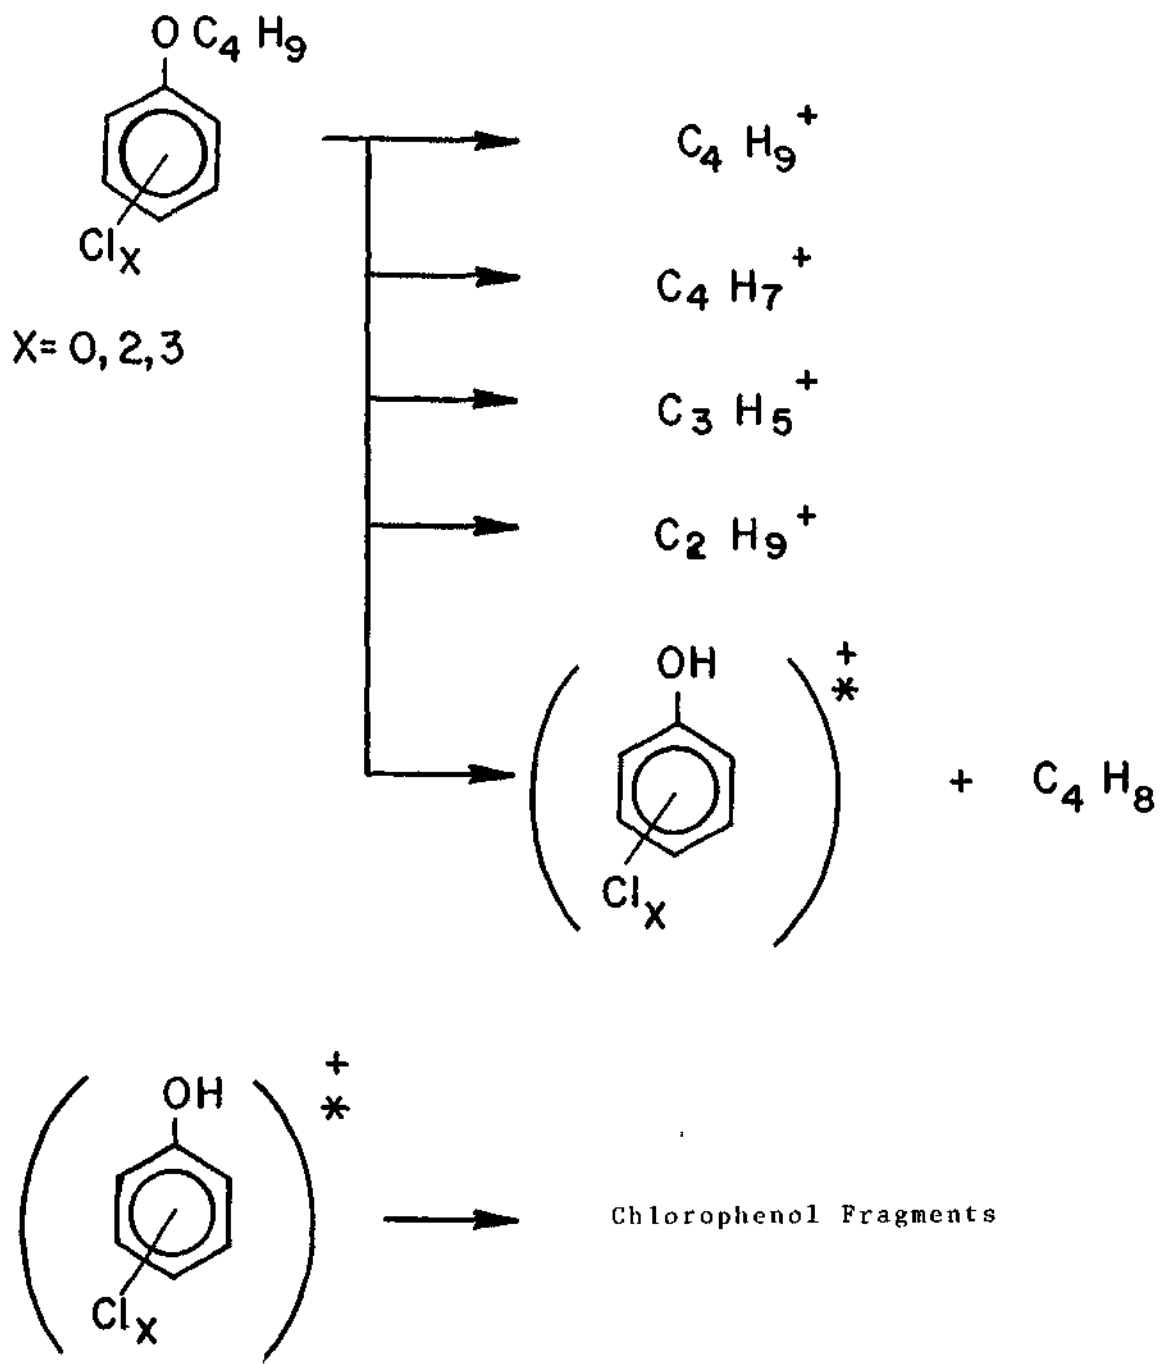 O C4 H9
C4 H9 +
Clx
C4 H7 +
X= 0, 2, 3
C3 H5 +
C2 H9 +
OH
+
*
+ C4 H8
Clx
OH
+
*
Chlorophenol Fragments
Clx